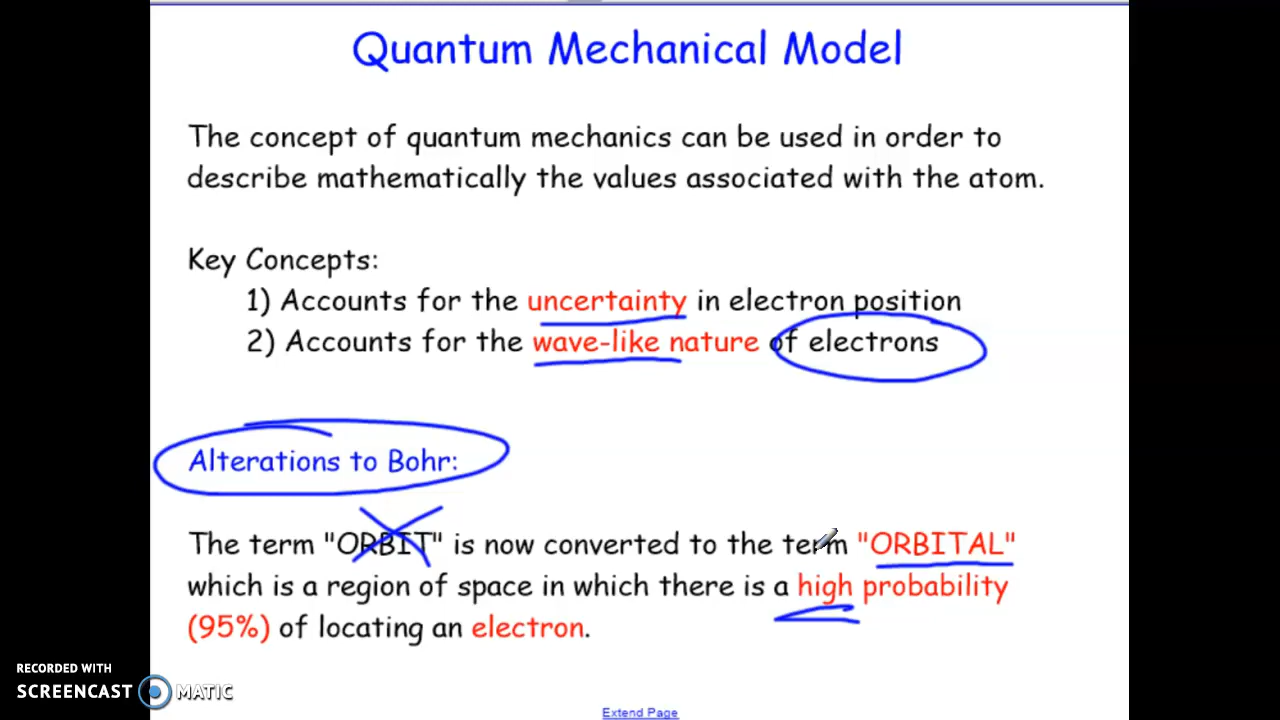 Quantum Mechanical Model
The concept of quantum mechanics can be used in order to
describe mathematically the values associated with the atom.
Key Concepts:
1) Accounts for the uncertainty in electron position
2) Accounts for the wave-like nature of electrons
Alterations to Bohr:
The term "ORBIT" is now converted to the term "ORBITAL"
which is a region of space in which there is a high probability
(95%) of locating an electron.
RECORDED WITH
SCREENCAST MATIC
Extend Page